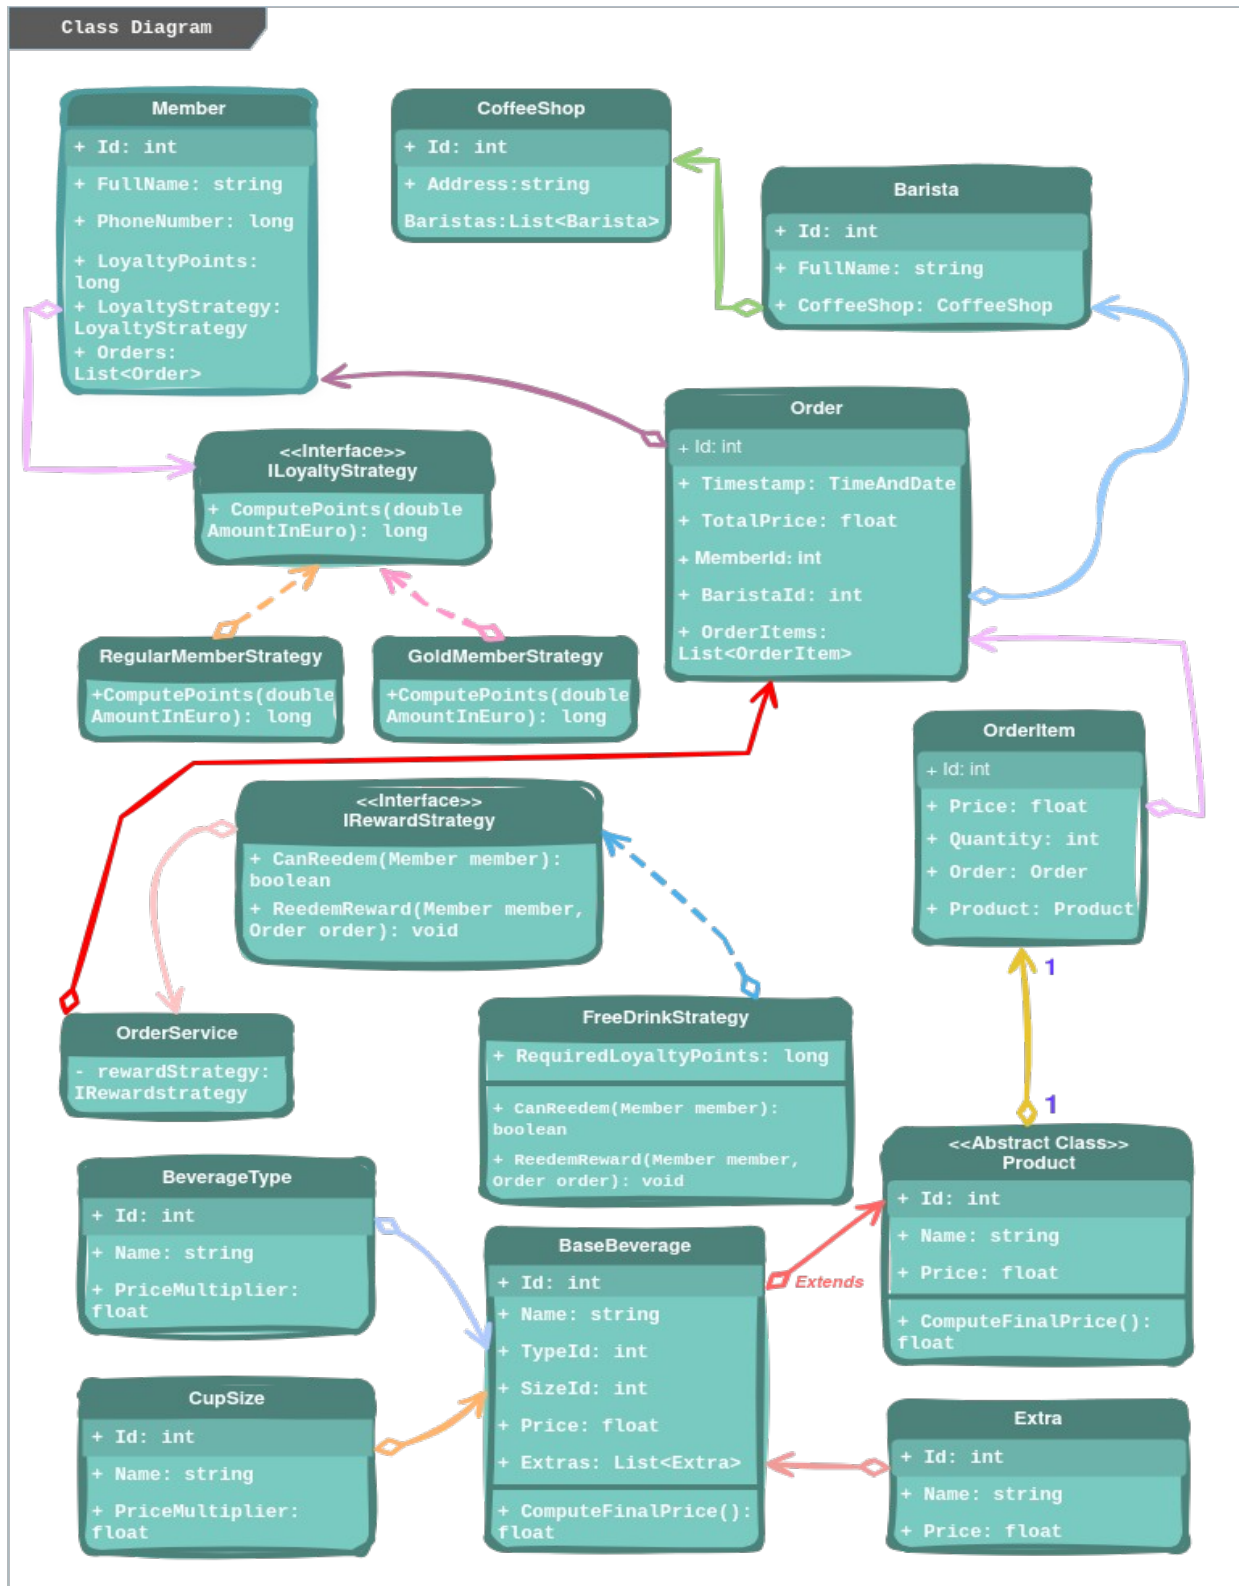 Class Diagram
Member
+ Id: int
+ FullName: string
+ PhoneNumber: long
+ LoyaltyPoints:
long
+ LoyaltyStrategy:
LoyaltyStrategy
+ Orders:
List<Order>
CoffeeShop
+ Id: int
+ Address:string
Baristas:List<Barista>
Barista
+ Id: int
+ FullName: string
+ CoffeeShop: CoffeeShop
Order
+ Id: int
+ Timestamp: TimeAndDate
+ TotalPrice: float
+ MemberId: int
+ BaristaId: int
+ OrderItems:
List<OrderItem>
<<Interface>>
ILoyaltyStrategy
+ ComputePoints(double
AmountInEuro): long
RegularMemberStrategy
+ComputePoints(double
AmountInEuro): long
GoldMemberStrategy
+ComputePoints(double
AmountInEuro): long
OrderItem
+ Id: int
+ Price: float
+ Quantity: int
+ Order: Order
+ Product: Product
<<Interface>>
IRewardStrategy
+ CanReedem(Member member):
boolean
+ ReedemReward(Member member,
Order order): void
1
1
OrderService
- rewardStrategy:
IRewardstrategy
FreeDrinkStrategy
+ RequiredLoyaltyPoints: long
+ CanReedem(Member member):
boolean
+ ReedemReward(Member member,
Order order): void
<<Abstract Class>>
Product
+ Id: int
+ Name: string
+ Price: float
+ ComputeFinalPrice():
float
BeverageType
+ Id: int
+ Name: string
+ PriceMultiplier:
float
BaseBeverage
+ Id: int
+ Name: string
+ TypeId: int
+ SizeId: int
+ Price: float
+ Extras: List<Extra>
+ ComputeFinalPrice():
float
Extends
CupSize
+ Id: int
+ Name: string
+ PriceMultiplier:
float
Extra
+ Id: int
+ Name: string
+ Price: float